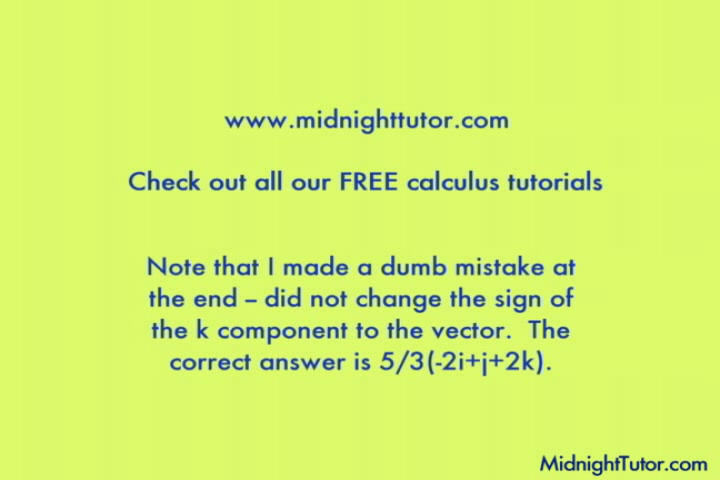 www.midnighttutor.com
Check out all our FREE calculus tutorials
Note that I made a dumb mistake at
the end – did not change the sign of
the k component to the vector.  The
correct answer is 5/3(-2i+j+2k).
MidnightTutor.com